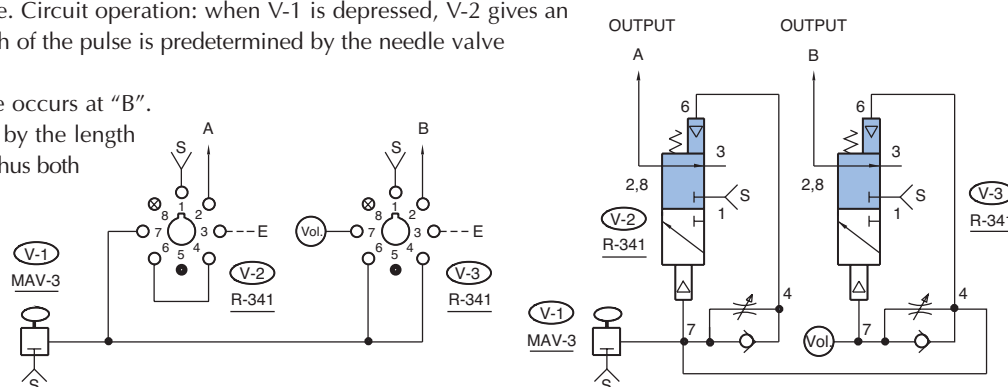 e. Circuit operation: when V-1 is depressed, V-2 gives an
h of the pulse is predetermined by the needle valve
e occurs at “B”.
by the length
hus both
A
B
S
S
1
2
3
4
5
6
7
8
E
Vol.
1
2
3
4
5
6
7
8
E
V-1
MAV-3
V-2
R-341
V-3
R-341
S
OUTPUT
OUTPUT
A
B
6
6
3
3
2,8
2,8
S
S
1
1
V-2
R-341
V-3
R-341
4
4
V-1
MAV-3
7
Vol.
7
S